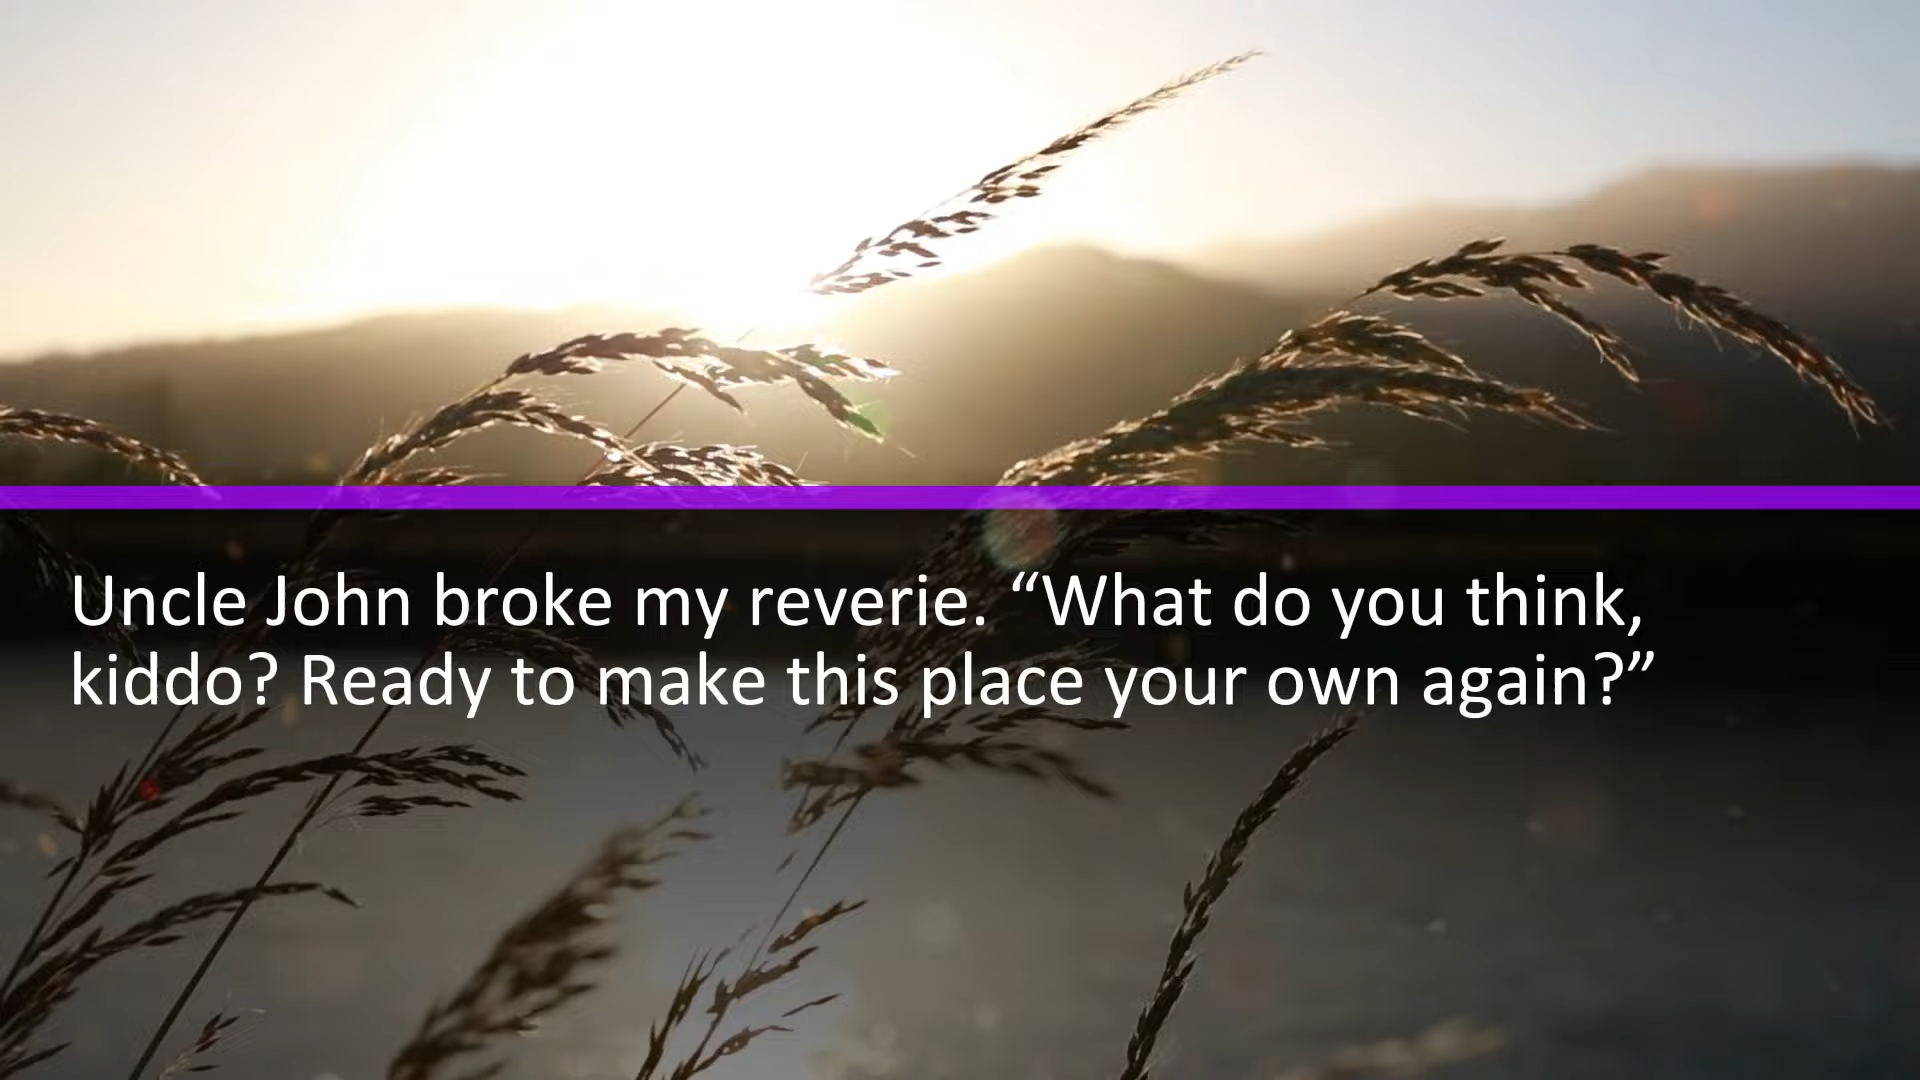 Uncle John broke my reverie. “What do you think,
kiddo? Ready to make this place your own again?”